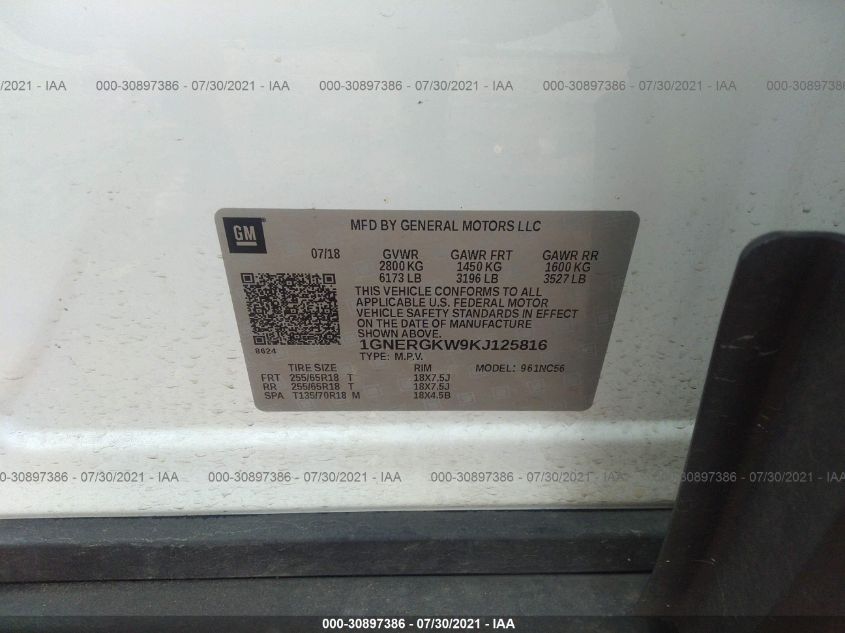 /2021 - IAA 000-30897386 - 07/30/2021 - IAA 000-30897386 - 07/30/2021 - IAA 000-30897386 - 07/30/2021 - IAA 000-308973
GM
MFD BY GENERAL MOTORS LLC
07/18 GVWR GAWR FRT GAWR RR
2800 KG 1450 KG 1600 KG
6173 LB 3196 LB 3527 LB
THIS VEHICLE CONFORMS TO ALL
APPLICABLE U.S. FEDERAL MOTOR
VEHICLE SAFETY STANDARDS IN EFFECT
ON THE DATE OF MANUFACTURE
SHOWN ABOVE.
8624 1GNERGKW9KJ125816
TYPE: M.P.V.
TIRE SIZE RIM MODEL: 961NC56
FRT 255/65R18 T 18X7.5J
RR 255/65R18 T 18X7.5J
SPA T135/70R18 M 18X4.5B
0-30897386 - 07/30/2021 - IAA 000-30897386 - 07/30/2021 - IAA 000-30897386 - 07/30/2021 - IAA 000-30897386 - 07/30/2021 - IAA
000-30897386 - 07/30/2021 - IAA